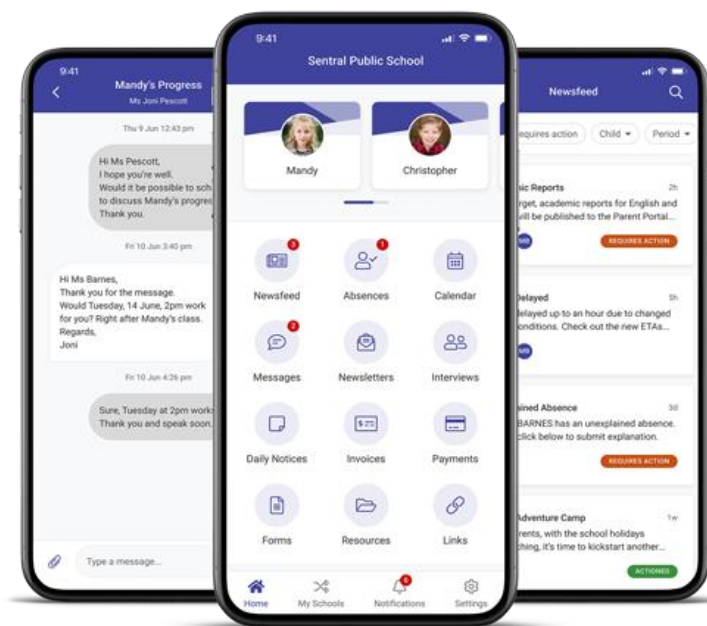 9:41
Mandy's Progress
Ms Joni Pescott
Thu 9 Jun 12:43 pm
Hi Ms Pescott,
I hope you're well.
Would it be possible to sch
to discuss Mandy's progre
Thank you.
Fri 10 Jun 3:40 pm
Hi Ms Barnes,
Thank you for the message.
Would Tuesday, 14 June, 2pm work
for you? Right after Mandy's class.
Regards,
Joni
Fri 10 Jun 4:26 pm
Sure, Tuesday at 2pm works
Thank you and speak soon.
Type a message...
9:41
Sentral Public School
Mandy
Christopher
3
1
Newsfeed
Absences
Calendar
2
Messages
Newsletters
Interviews
Daily Notices
Invoices
Payments
Forms
Resources
Links
6
Home
My Schools
Notifications
Settings
Newsfeed
equires action
Child
Period
ic Reports
2h
rget, academic reports for English and
will be published to the Parent Portal...
MB
REQUIRES ACTION
Delayed
5h
delayed up to an hour due to changed
onditions. Check out the new ETAs...
MB
ained Absence
3d
BARNES has an unexplained absence.
click below to submit explanation.
REQUIRES ACTION
Adventure Camp
1w
rents, with the school holidays
ching, it's time to kickstart another...
ACTIONED